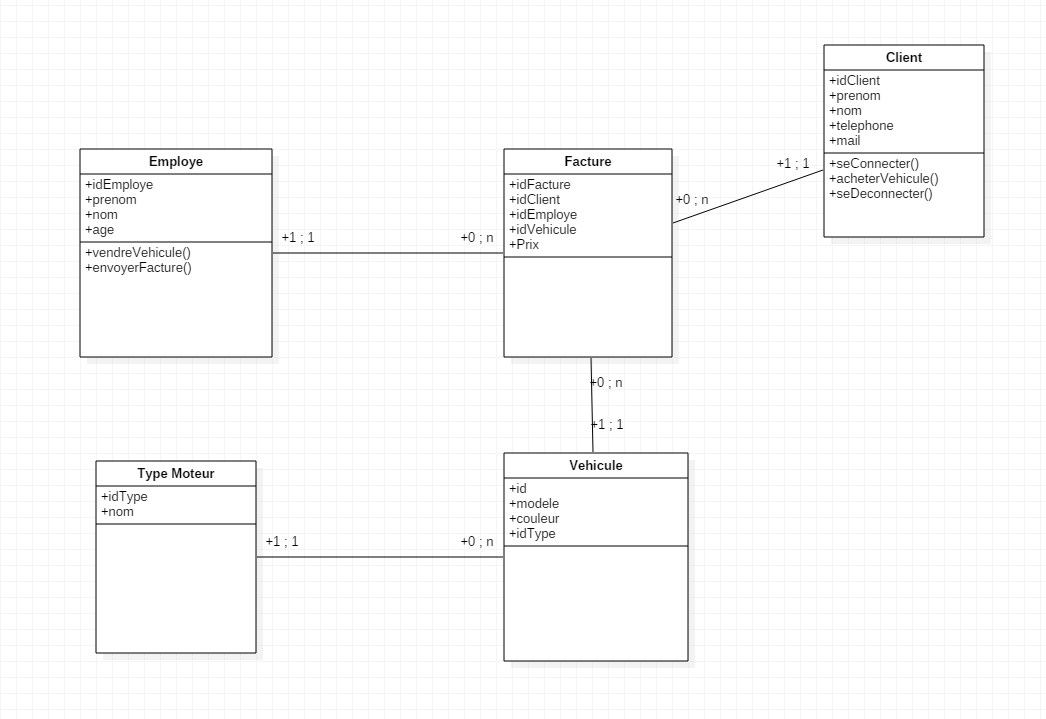 Client
+idClient
+prenom
+nom
+telephone
+mail
+seConnecter()
+acheterVehicule()
+seDeconnecter()
+1 ; 1
+0 ; n
Employe
+idEmploye
+prenom
+nom
+age
+vendreVehicule()
+envoyerFacture()
+1 ; 1
+0 ; n
Facture
+idFacture
+idClient
+idEmploye
+idVehicule
+Prix
+0 ; n
+1 ; 1
Type Moteur
+idType
+nom
+1 ; 1
+0 ; n
Vehicule
+id
+modele
+couleur
+idType